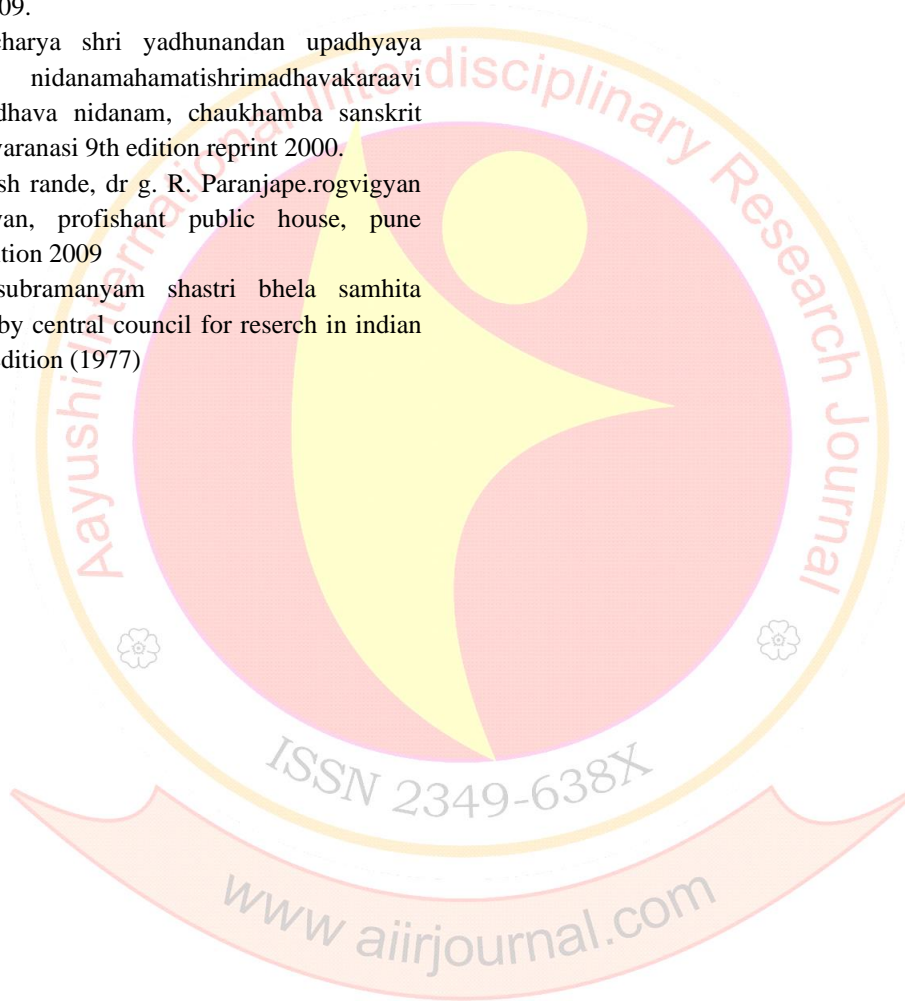 09.
charya shri yadhunandan upadhyaya
nidanamahamatishrimadhavakaraavi
dhava nidanam, chaukhamba sanskrit
varanasi 9th edition reprint 2000.
sh rande, dr g. R. Paranjape.rogvigyan
yan, profishant public house, pune
ition 2009
subramanyam shastri bhela samhita
by central council for reserch in indian
edition (1977)
Aayushi International Interdisciplinary Research Journal
ISSN 2349-638X
www aiirjournal.com